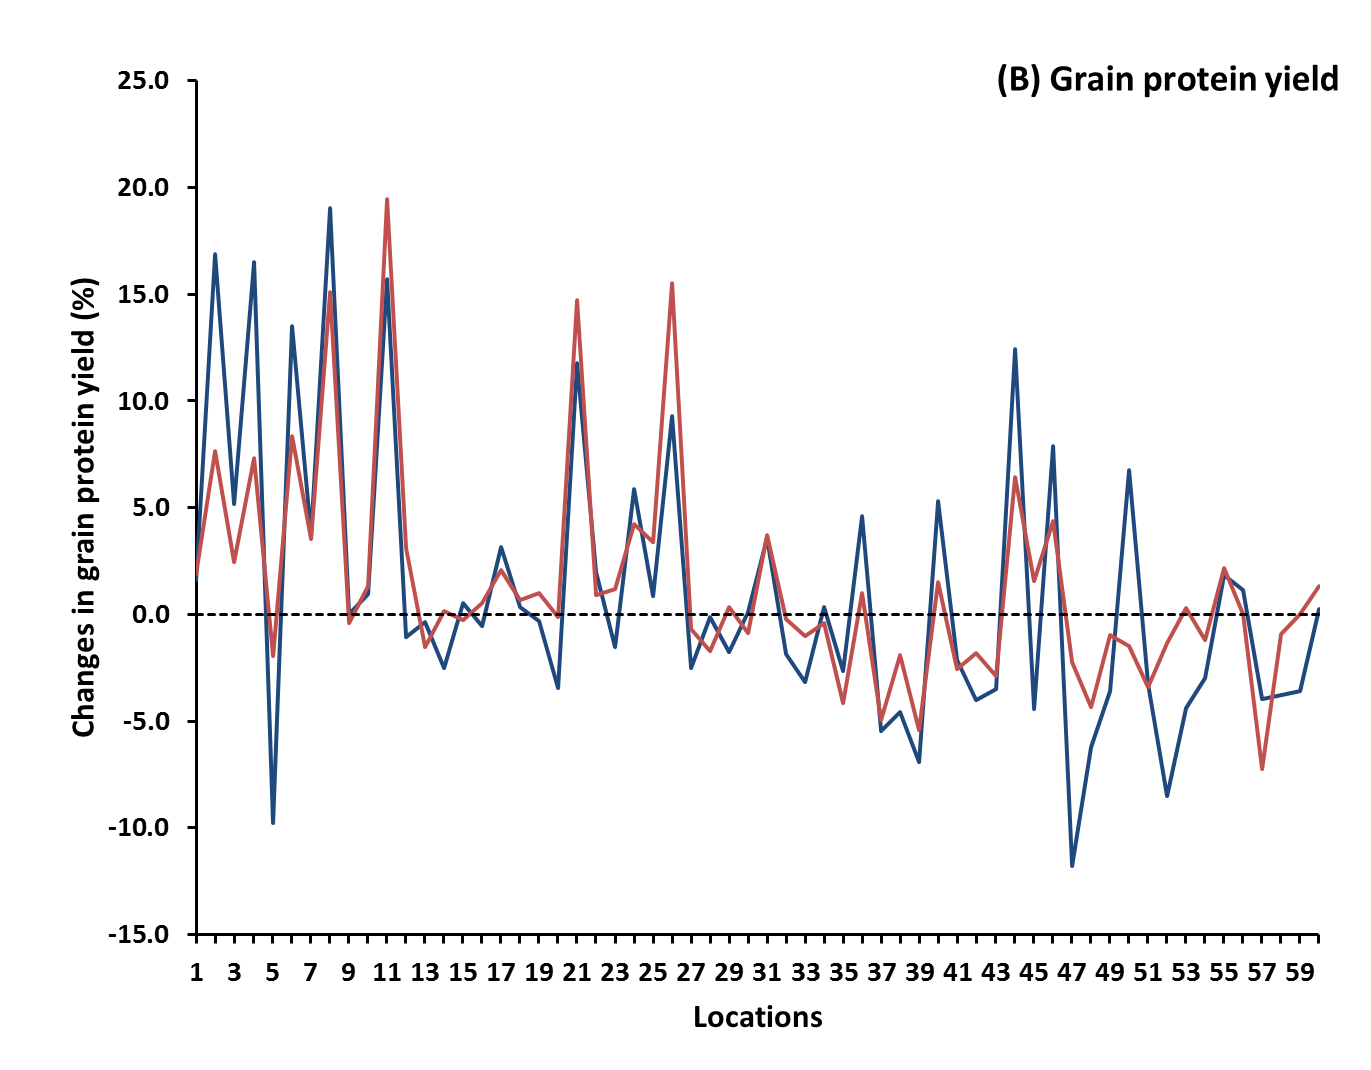 (B) Grain protein yield
25.0
20.0
15.0
10.0
5.0
0.0
-5.0
-10.0
-15.0
Changes in grain protein yield (%)
1 3 5 7 9 11 13 15 17 19 21 23 25 27 29 31 33 35 37 39 41 43 45 47 49 51 53 55 57 59
Locations